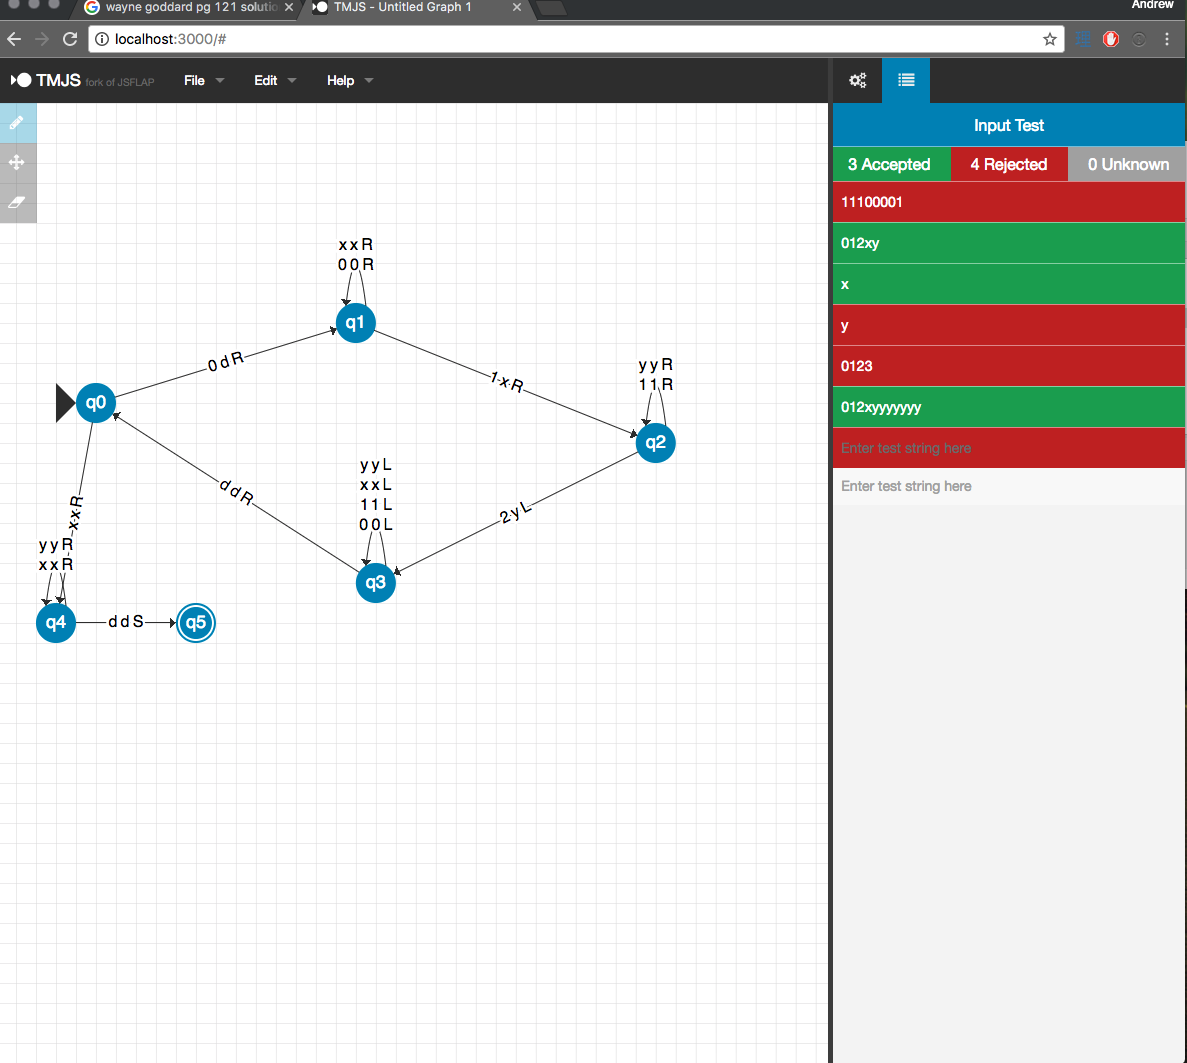 Andrew
wayne goddard pg 121 solutio
TMJS - Untitled Graph 1
localhost:3000/#
TMJS fork of JSFLAP
File
Edit
Help
Input Test
3 Accepted
4 Rejected
0 Unknown
11100001
012xy
x
y
0123
012xyyyyyyy
Enter test string here
Enter test string here
x x R
0 0 R
q1
0 d R
1 x R
y y R
1 1 R
q0
q2
y y L
x x L
1 1 L
0 0 L
d d R
2 y L
x x R
y y R
x x R
q3
q4
d d S
q5